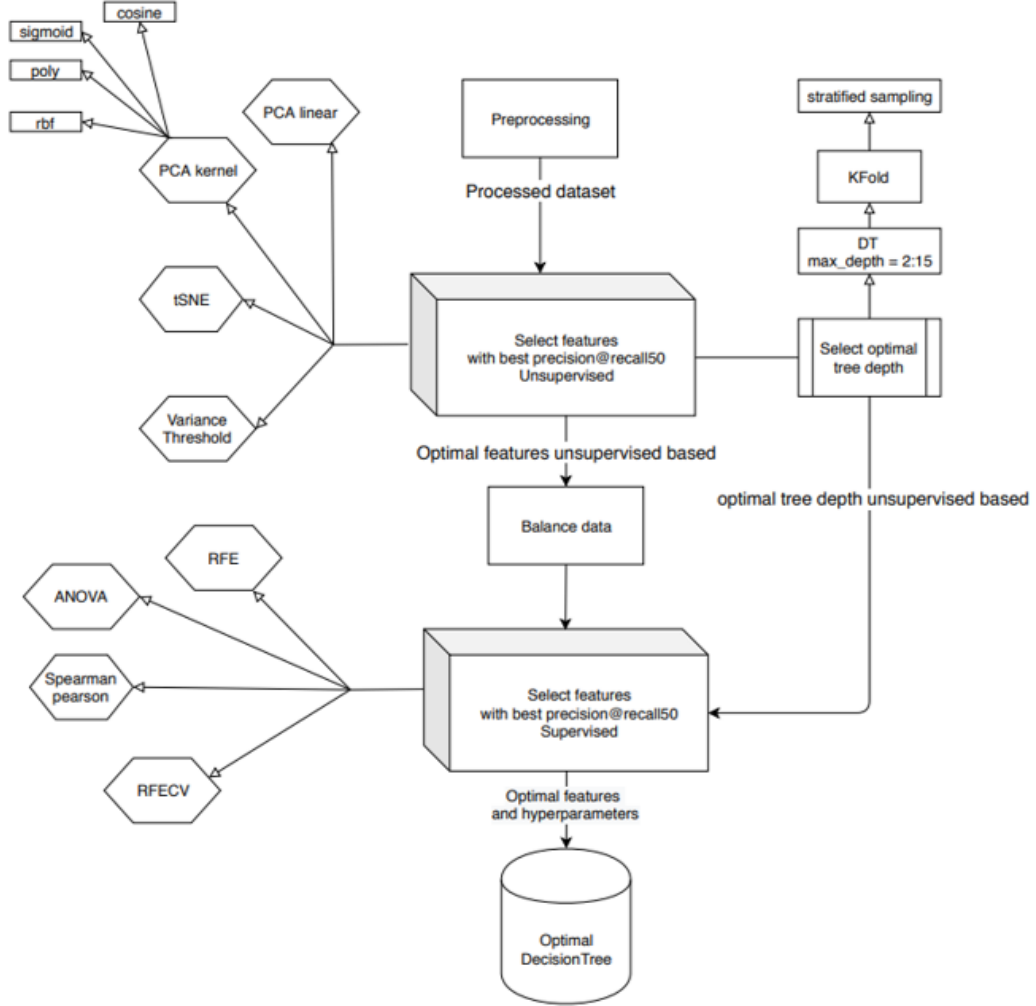 cosine
sigmoid
poly
rbf
PCA linear
PCA kernel
tSNE
Variance
Threshold
Preprocessing
Processed dataset
stratified sampling
KFold
DT
max_depth = 2:15
Select optimal
tree depth
Select features
with best precision@recall50
Unsupervised
Optimal features unsupervised based
optimal tree depth unsupervised based
Balance data
RFE
ANOVA
Spearman
pearson
RFECV
Select features
with best precision@recall50
Supervised
Optimal features
and hyperparameters
Optimal
DecisionTree